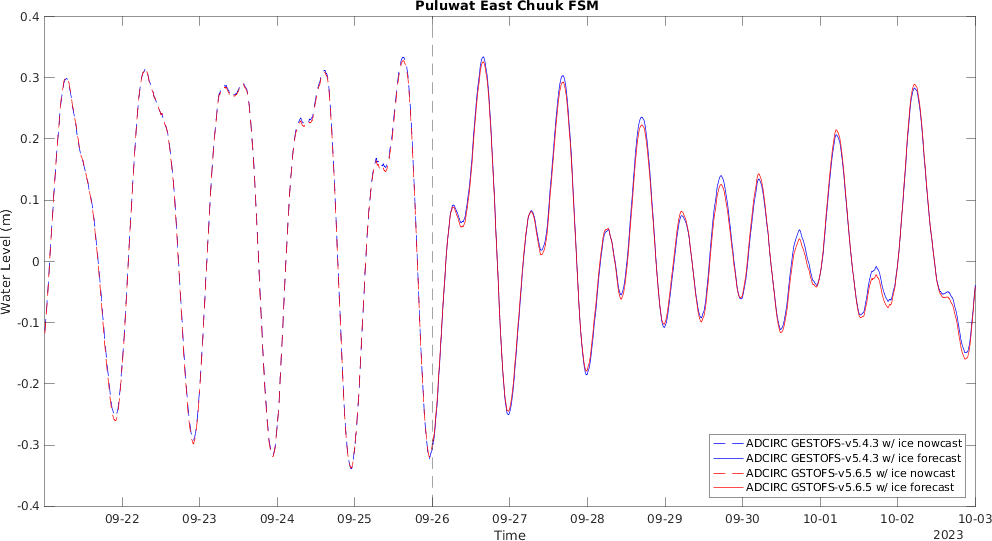 Puluwat East Chuuk FSM
0.4
0.3
0.2
0.1
0
-0.1
-0.2
-0.3
-0.4
Water Level (m)
09-22 09-23 09-24 09-25 09-26 09-27 09-28 09-29 09-30 10-01 10-02 10-03
Time
2023
ADCIRC GESTOFS-v5.4.3 w/ ice nowcast
ADCIRC GESTOFS-v5.4.3 w/ ice forecast
ADCIRC GSTOFS-v5.6.5 w/ ice nowcast
ADCIRC GSTOFS-v5.6.5 w/ ice forecast